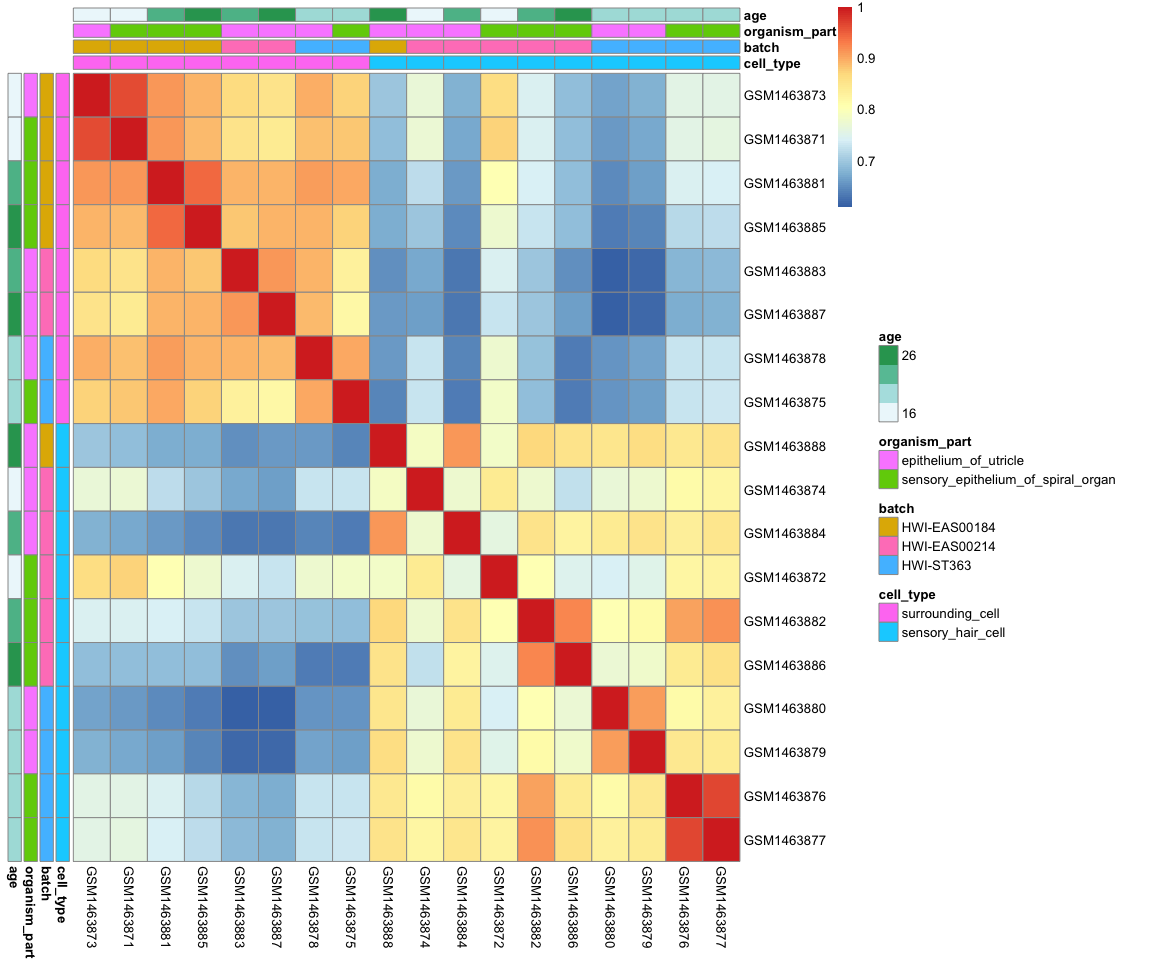 age
organism_part
batch
cell_type
1
0.9
0.8
0.7
GSM1463873
GSM1463871
GSM1463881
GSM1463885
GSM1463883
GSM1463887
GSM1463878
GSM1463875
GSM1463888
GSM1463874
GSM1463884
GSM1463872
GSM1463882
GSM1463886
GSM1463880
GSM1463879
GSM1463876
GSM1463877
age
26
16
organism_part
epithelium_of_utricle
sensory_epithelium_of_spiral_organ
batch
HWI-EAS00184
HWI-EAS00214
HWI-ST363
cell_type
surrounding_cell
sensory_hair_cell
age
organism_part
batch
cell_type
GSM1463873
GSM1463871
GSM1463881
GSM1463885
GSM1463883
GSM1463887
GSM1463878
GSM1463875
GSM1463888
GSM1463874
GSM1463884
GSM1463872
GSM1463882
GSM1463886
GSM1463880
GSM1463879
GSM1463876
GSM1463877